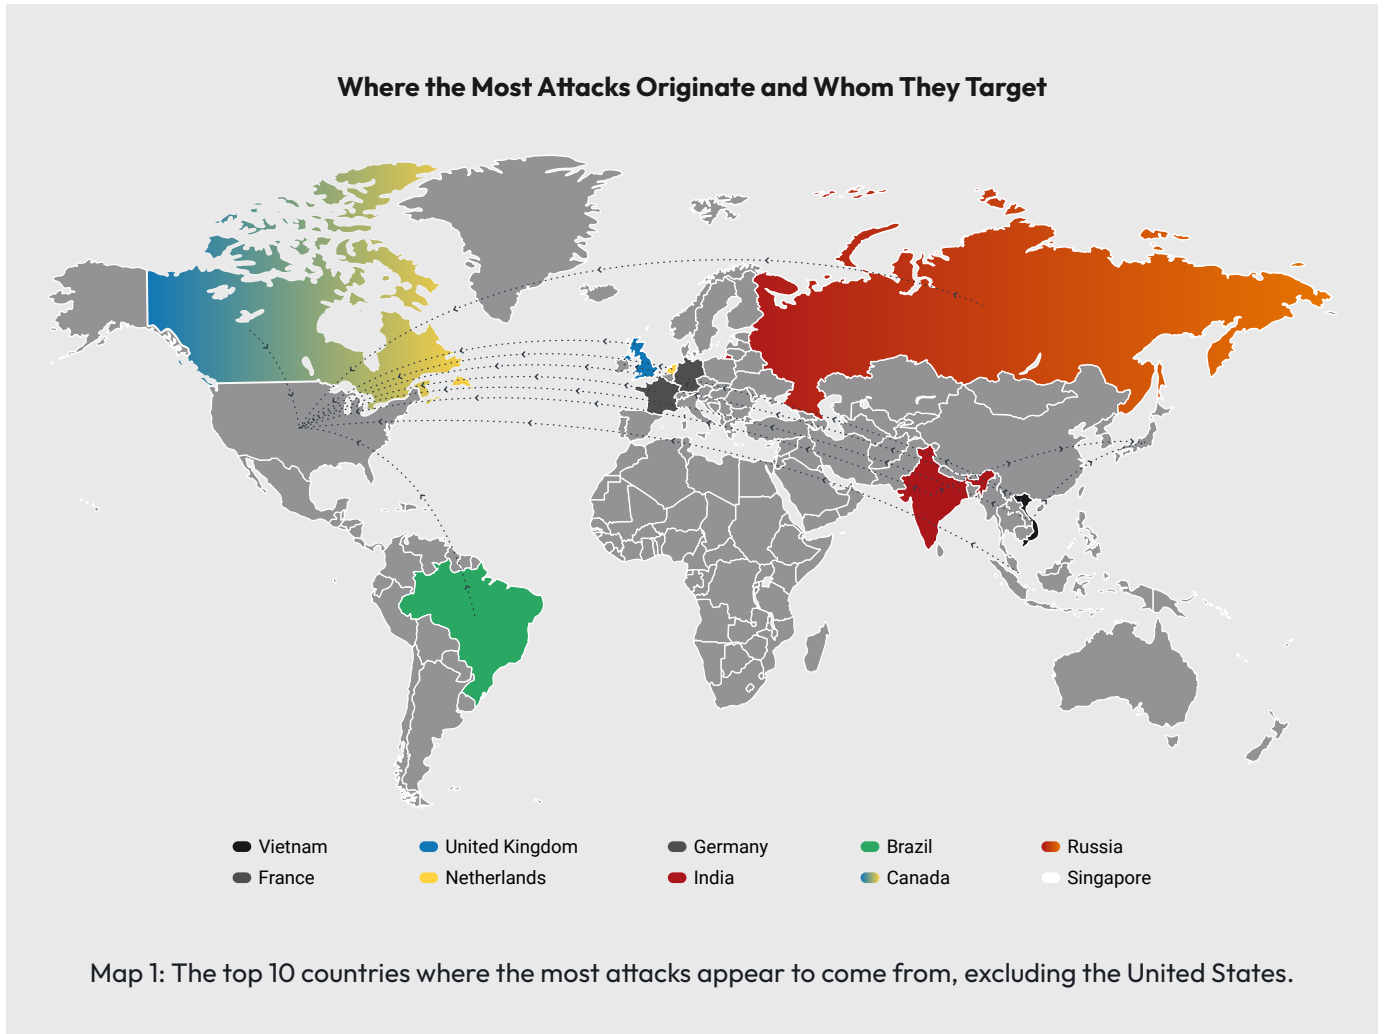 Where the Most Attacks Originate and Whom They Target
Vietnam United Kingdom Germany Brazil Russia
France Netherlands India Canada Singapore
Map 1: The top 10 countries where the most attacks appear to come from, excluding the United States.